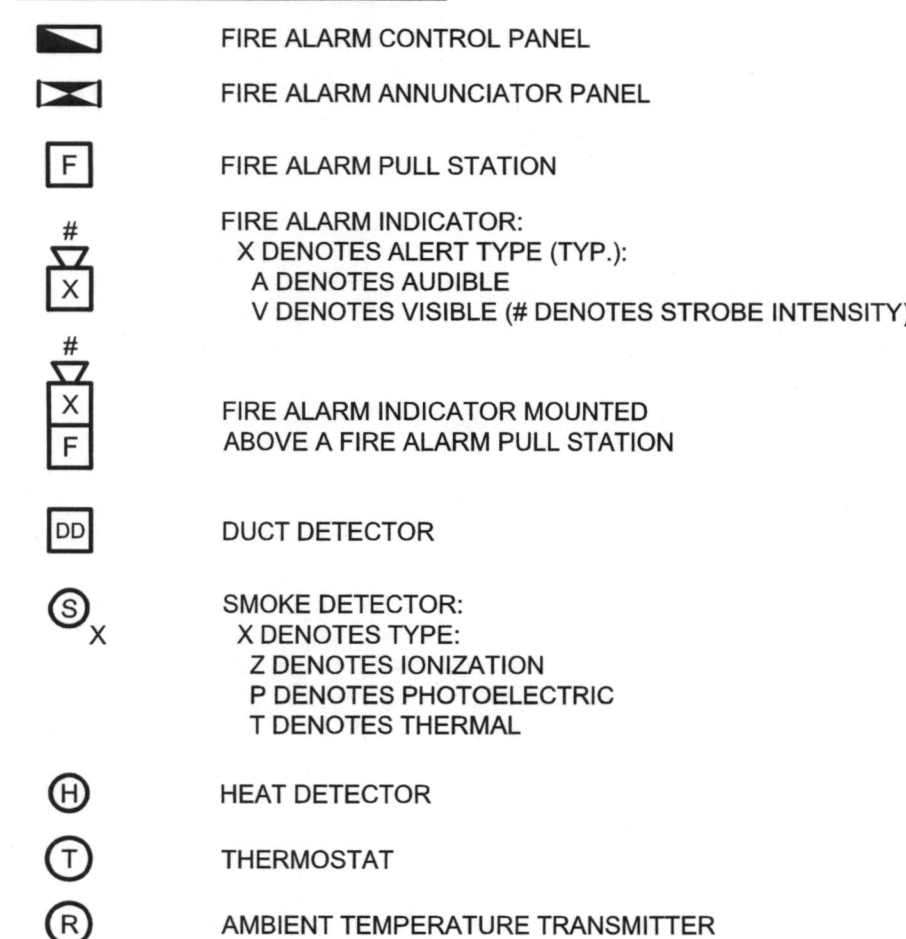 FIRE ALARM CONTROL PANEL
FIRE ALARM ANNUNCIATOR PANEL
F FIRE ALARM PULL STATION
# FIRE ALARM INDICATOR:
X DENOTES ALERT TYPE (TYP.):
X A DENOTES AUDIBLE
V DENOTES VISIBLE (# DENOTES STROBE INTENSITY)
#
X FIRE ALARM INDICATOR MOUNTED
F ABOVE A FIRE ALARM PULL STATION
DD DUCT DETECTOR
S SMOKE DETECTOR:
X X DENOTES TYPE:
Z DENOTES IONIZATION
P DENOTES PHOTOELECTRIC
T DENOTES THERMAL
H HEAT DETECTOR
T THERMOSTAT
R AMBIENT TEMPERATURE TRANSMITTER